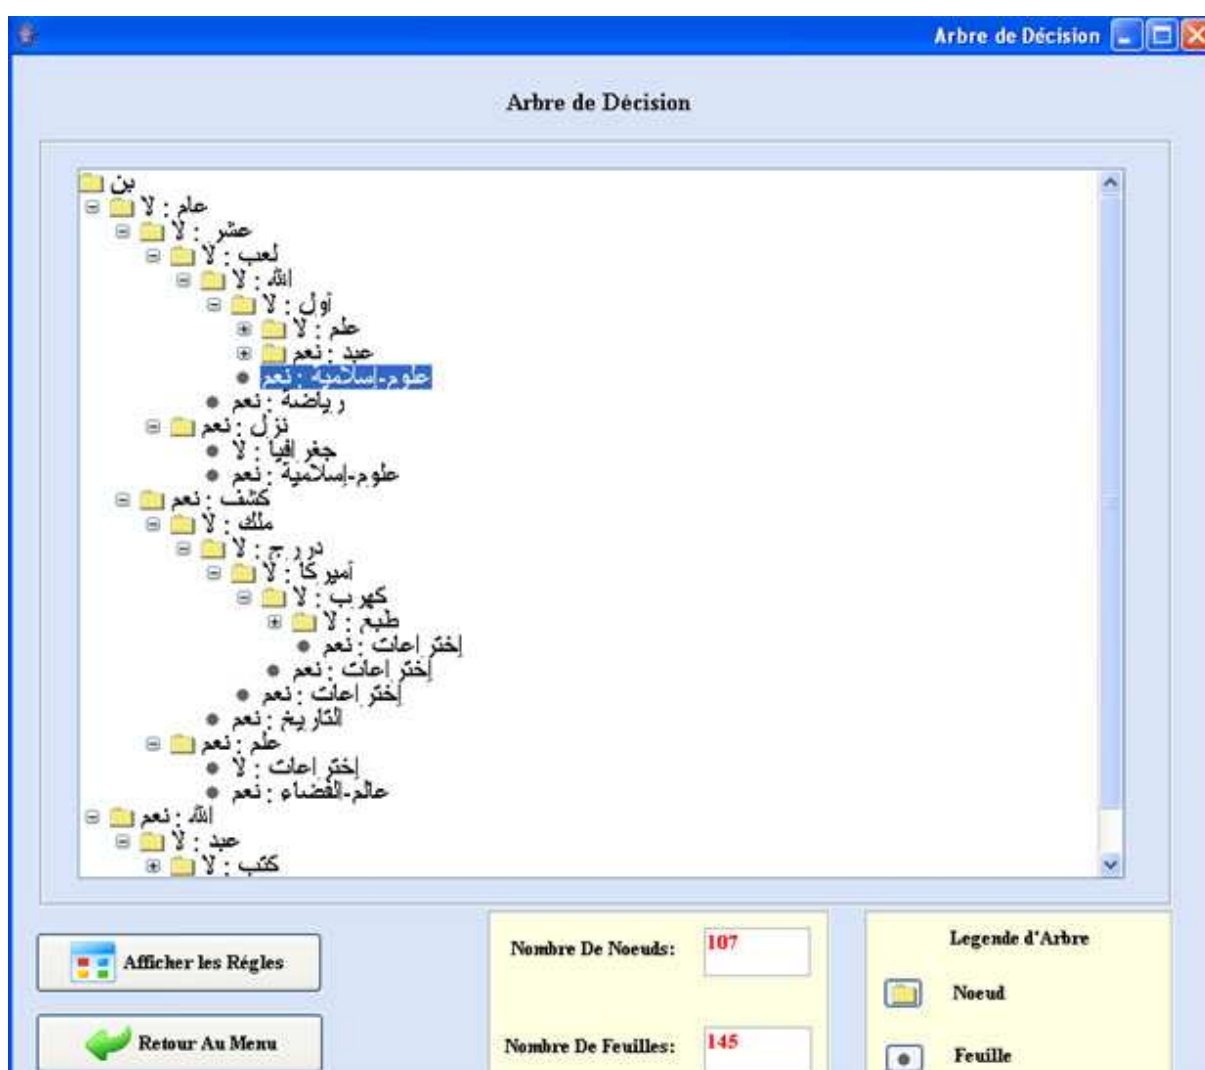 Arbre de Décision
Arbre de Décision
بن
عام : لا
عشر : لا
لعب : لا
الله : لا
أول : لا
علم : لا
عبد : نعم
علوم-إسلامية : نعم
رياضة : نعم
نزل : نعم
جغرافيا : لا
علوم-إسلامية : نعم
كشف : نعم
ملك : لا
دررج : لا
أميركا : لا
كهرب : لا
طبع : لا
إختراعات : نعم
إختراعات : نعم
إختراعات : نعم
التاريخ : نعم
علم : نعم
إختراعات : لا
عالم-الفضاء : نعم
الله : نعم
عبد : لا
كتب : لا
Afficher les Régles
Retour Au Menu
Nombre De Noeuds: 107
Nombre De Feuilles: 145
Legende d'Arbre
Noeud
Feuille